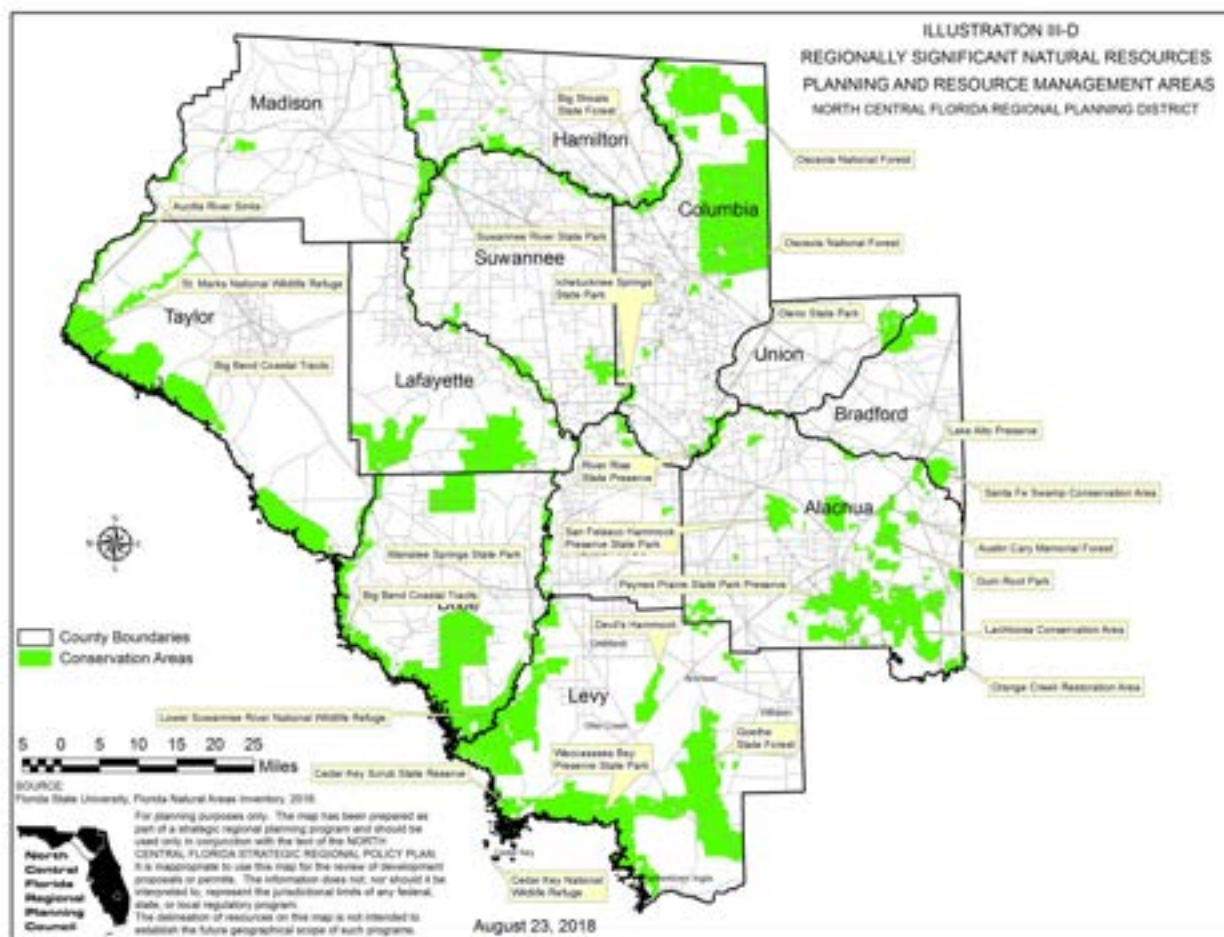 ILLUSTRATION III-D
REGIONALLY SIGNIFICANT NATURAL RESOURCES
PLANNING AND RESOURCE MANAGEMENT AREAS
NORTH CENTRAL FLORIDA REGIONAL PLANNING DISTRICT
Madison
Big Shoals
State Forest
Hamilton
Osceola National Forest
Aucilla River Sinks
Columbia
Suwannee River State Park
Osceola National Forest
Suwannee
Ichetucknee Springs
State Park
St. Marks National Wildlife Refuge
Taylor
Oleno State Park
Union
Big Bend Coastal Tracts
Lafayette
Bradford
Lake Alto Preserve
River Rise
State Preserve
Santa Fe Swamp Conservation Area
Alachua
San Felasco Hammock
Preserve State Park
Austin Cary Memorial Forest
Manatee Springs State Park
Gum Root Park
Paynes Prairie State Park Preserve
Big Bend Coastal Tracts
Devil's Hammock
Lochloosa Conservation Area
County Boundaries
Conservation Areas
Orange Creek Restoration Area
Levy
Lower Suwannee River National Wildlife Refuge
Goethe
State Forest
Waccasassa Bay
Preserve State Park
5 0 5 10 15 20 25
Miles
Cedar Key Scrub State Reserve
SOURCE:
Florida State University, Florida Natural Areas Inventory, 2018.
For planning purposes only. The map has been prepared as
part of a strategic regional planning program and should be
used only in conjunction with the text of the NORTH
CENTRAL FLORIDA STRATEGIC REGIONAL POLICY PLAN.
It is inappropriate to use this map for the review of development
proposals or permits. The information does not, nor should it be
interpreted to, represent the jurisdictional limits of any federal,
state, or local regulatory program.
The delineation of resources on this map is not intended to
establish the future geographical scope of such programs.
North
Central
Florida
Regional
Planning
Council
Cedar Key
Cedar Key National
Wildlife Refuge
August 23, 2018